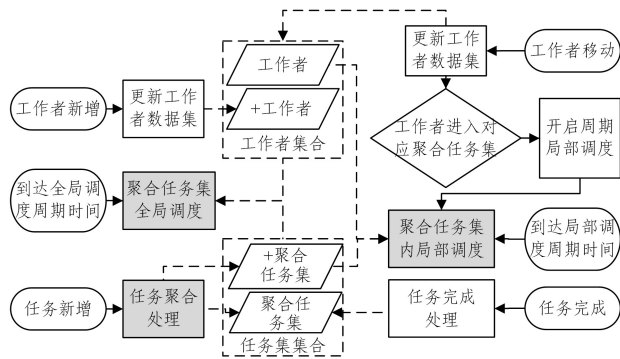 工作者
更新工作
者数据集
工作者移动
工作者新增
更新工作
者数据集
+工作者
工作者集合
工作者进入对
应聚合任务集
开启周期
局部调度
到达全局调
度周期时间
聚合任务集
全局调度
聚合任务集
内局部调度
到达局部调
度周期时间
+聚合
任务集
任务新增
任务聚合
处理
聚合任
务集
任务集集合
任务完成
处理
任务完成